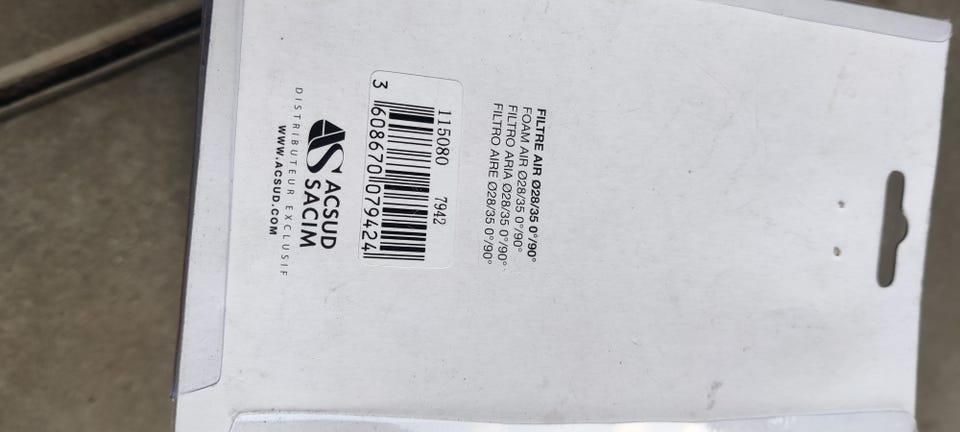 FILTRE AIR Ø28/35 0°/90°
FOAM AIR Ø28/35 0°/90°
FILTRO ARIA Ø28/35 0°/90°
FILTRO AIRE Ø28/35 0°/90°
115080 7942
3 608670 079424
AS ACSUD
SACIM
DISTRIBUTEUR EXCLUSIF
WWW.ACSUD.COM